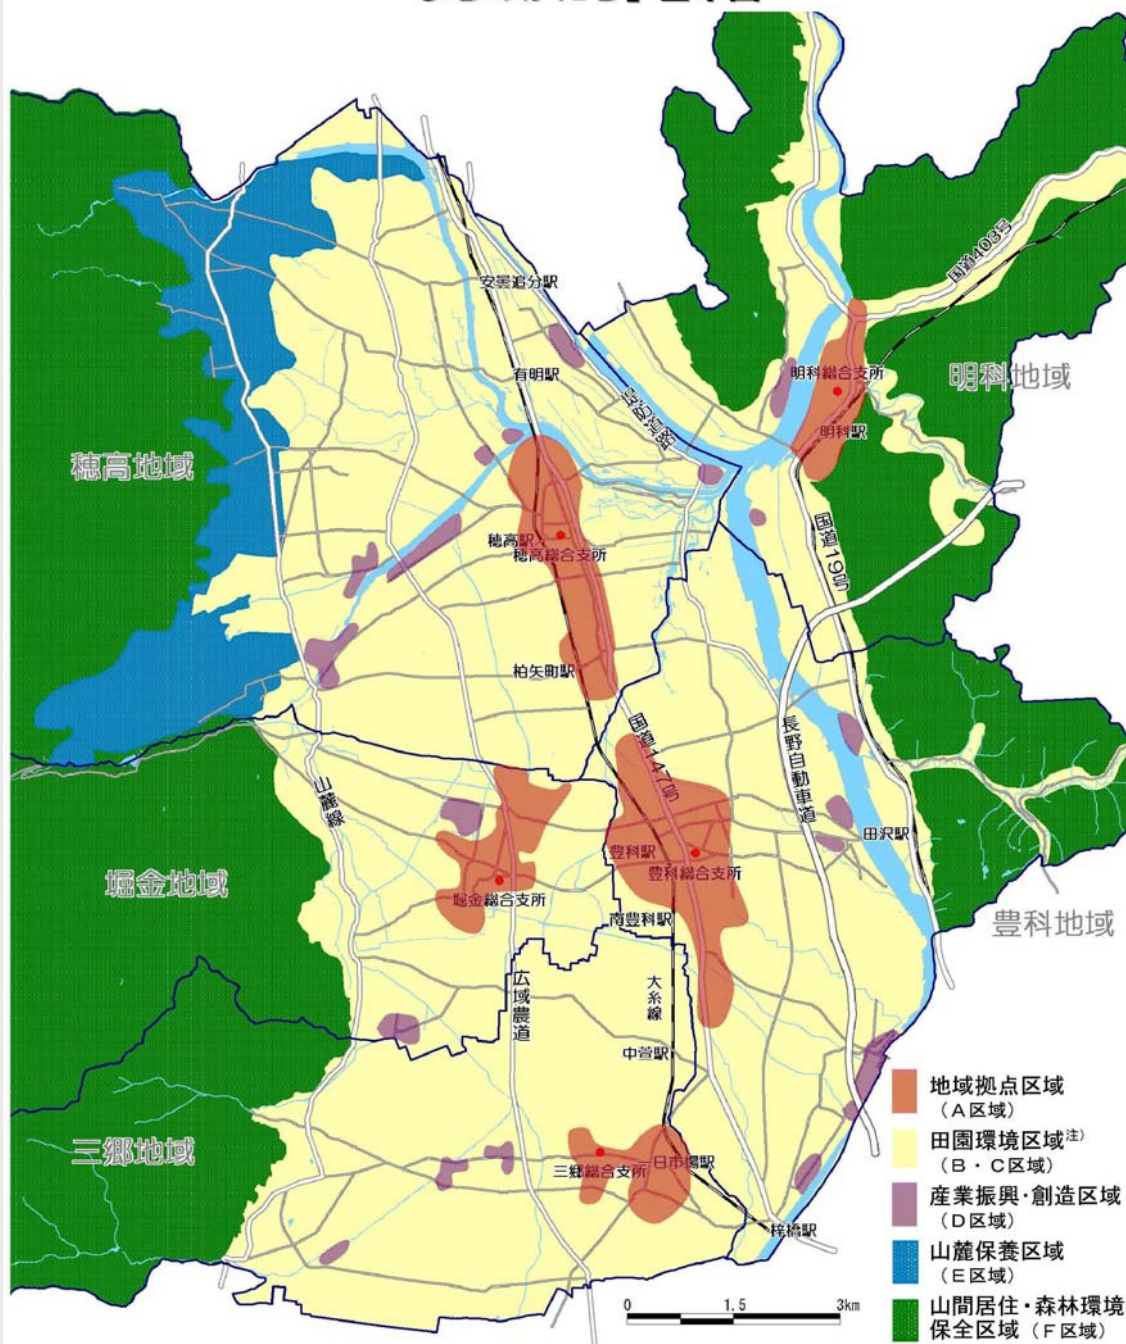 国道403号
安曇追分駅
明科総合支所
明科地域
有明駅
堤防道路
明科駅
穂高地域
国道19号
穂高駅
穂高総合支所
柏矢町駅
国道147号
長野自動車道
山麓線
田沢駅
豊科駅
豊科総合支所
堀金地域
堀金総合支所
南豊科駅
豊科地域
広域農道
大糸線
中萱駅
三郷地域
三郷総合支所
一日市場駅
梓橋駅
地域拠点区域
(A区域)
田園環境区域注)
(B・C区域)
産業振興・創造区域
(D区域)
山麓保養区域
(E区域)
山間居住・森林環境
保全区域 (F区域)
0 1.5 3km